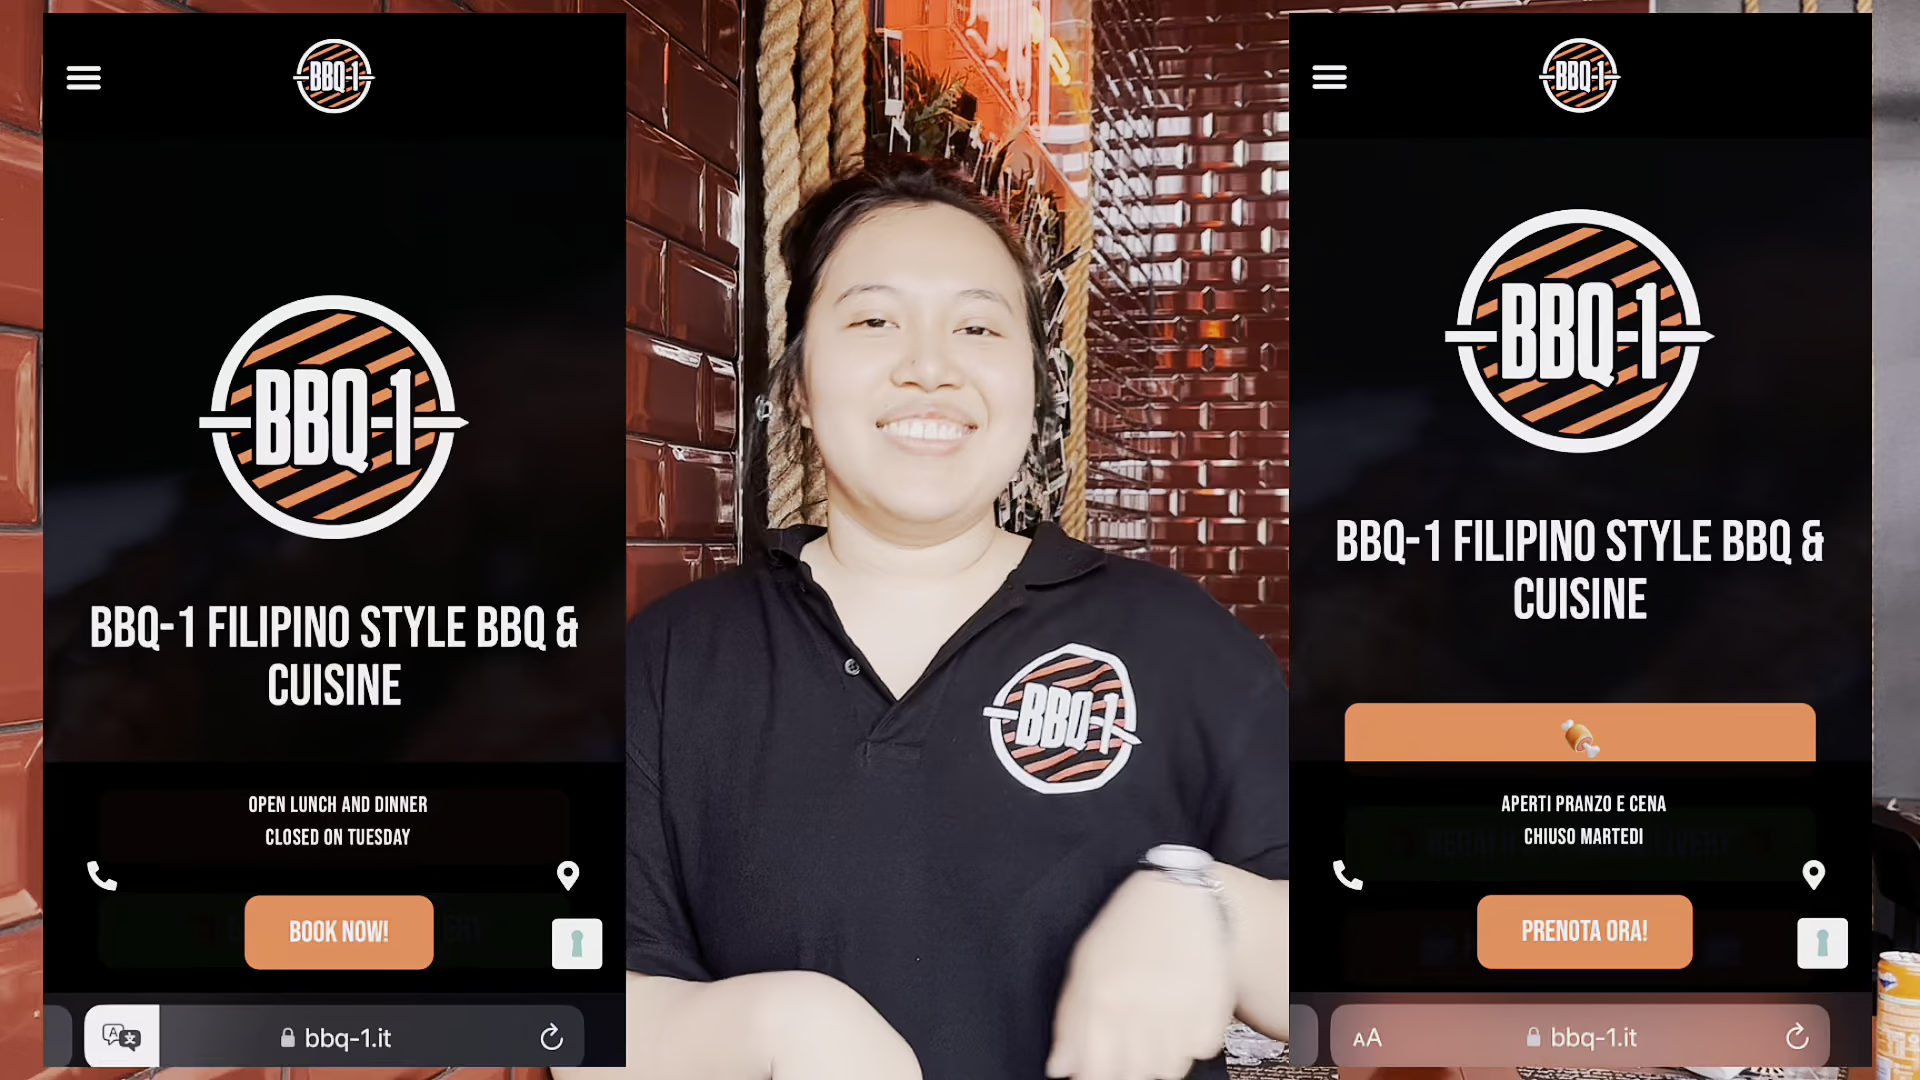 BBQ-1
BBQ-1
BBQ-1 FILIPINO STYLE BBQ &
CUISINE
OPEN LUNCH AND DINNER
CLOSED ON TUESDAY
BOOK NOW!
bbq-1.it
BBQ-1
BBQ-1
BBQ-1
BBQ-1 FILIPINO STYLE BBQ &
CUISINE
APERTI PRANZO E CENA
CHIUSO MARTEDI
PRENOTA ORA!
AA
bbq-1.it